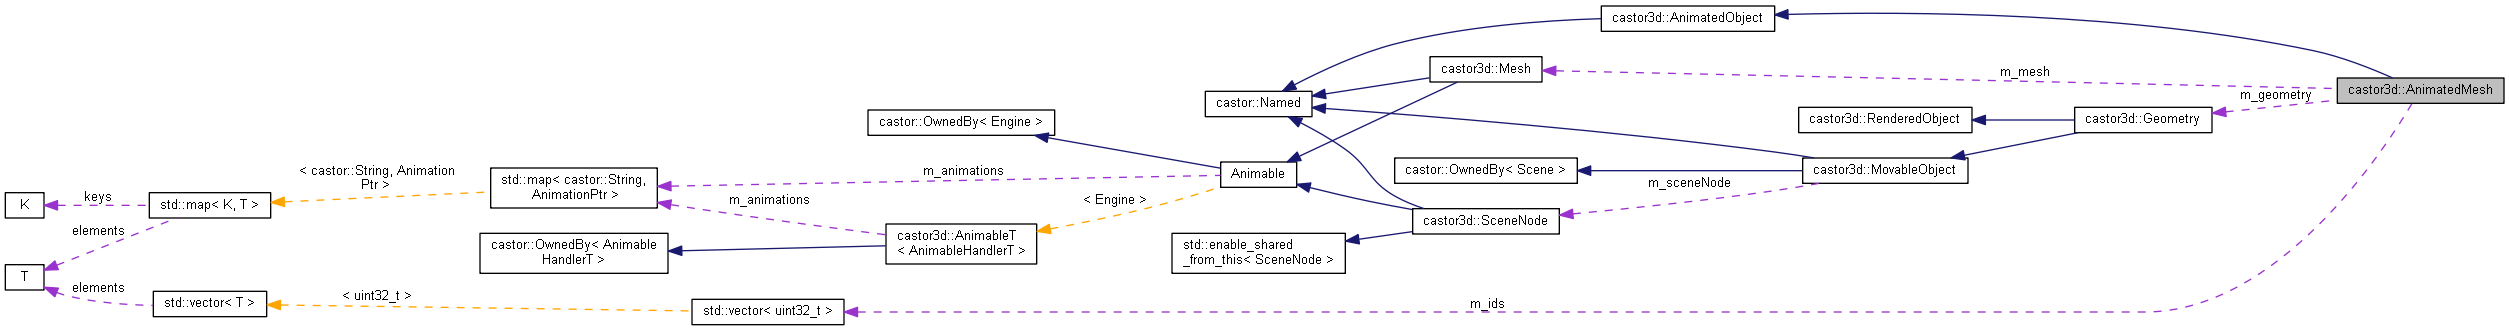 castor3d::AnimatedObject
castor3d::Mesh
m_mesh
castor3d::AnimatedMesh
m_geometry
castor::Named
castor::OwnedBy< Engine >
castor3d::RenderedObject
castor3d::Geometry
< castor::String, Animation
Ptr >
m_animations
Animable
castor::OwnedBy< Scene >
castor3d::MovableObject
std::map< castor::String,
AnimationPtr >
m_sceneNode
K
keys
std::map< K, T >
m_animations
< Engine >
castor3d::SceneNode
elements
castor3d::AnimableT
< AnimableHandlerT >
castor::OwnedBy< Animable
HandlerT >
std::enable_shared
_from_this< SceneNode >
T
elements
std::vector< T >
< uint32_t >
std::vector< uint32_t >
m_ids